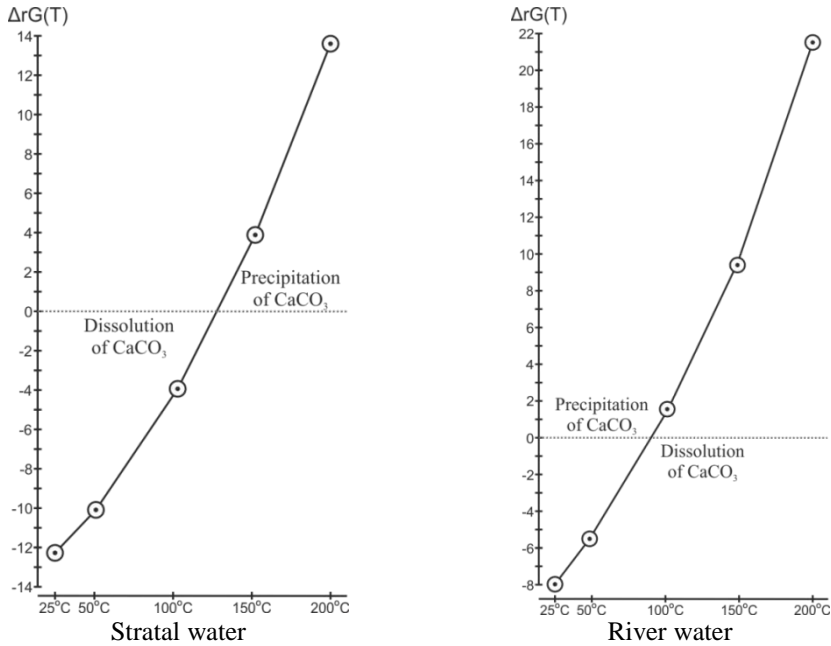 ΔrG(T)
14
12
10
8
6
4
2
0
-2
-4
-6
-8
-10
-12
-14
Precipitation
of CaCO₃
Dissolution
of CaCO₃
25°C 50°C 100°C 150°C 200°C
Stratal water
ΔrG(T)
22
20
18
16
14
12
10
8
6
4
2
0
-2
-4
-6
-8
Precipitation
of CaCO₃
Dissolution
of CaCO₃
25°C 50°C 100°C 150°C 200°C
River water